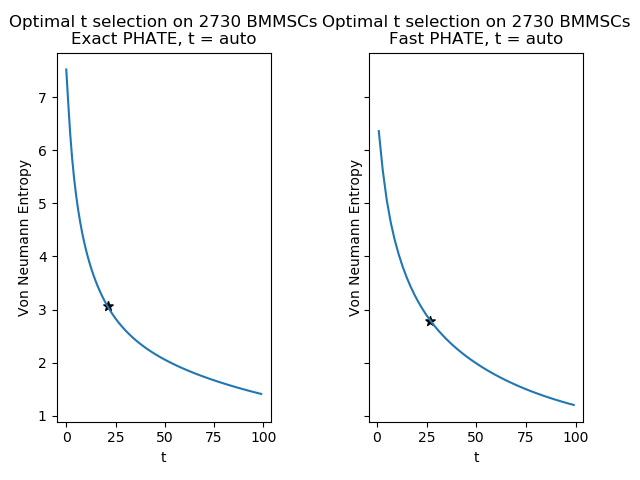 Optimal t selection on 2730 BMMSCs
Exact PHATE, t = auto
Von Neumann Entropy
7
6
5
4
3
2
1
0 25 50 75 100
t
Optimal t selection on 2730 BMMSCs
Fast PHATE, t = auto
Von Neumann Entropy
0 25 50 75 100
t